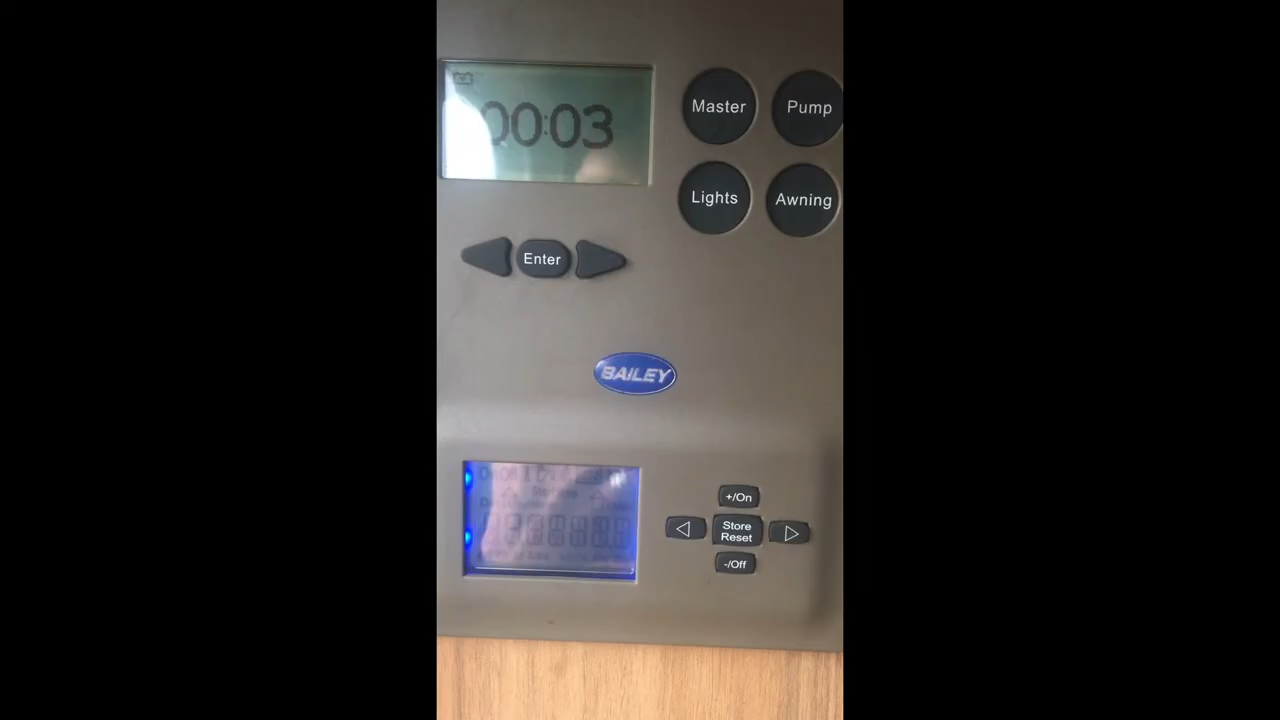 00:03
Master
Pump
Lights
Awning
Enter
BAILEY
+/On
Store
Reset
-/Off